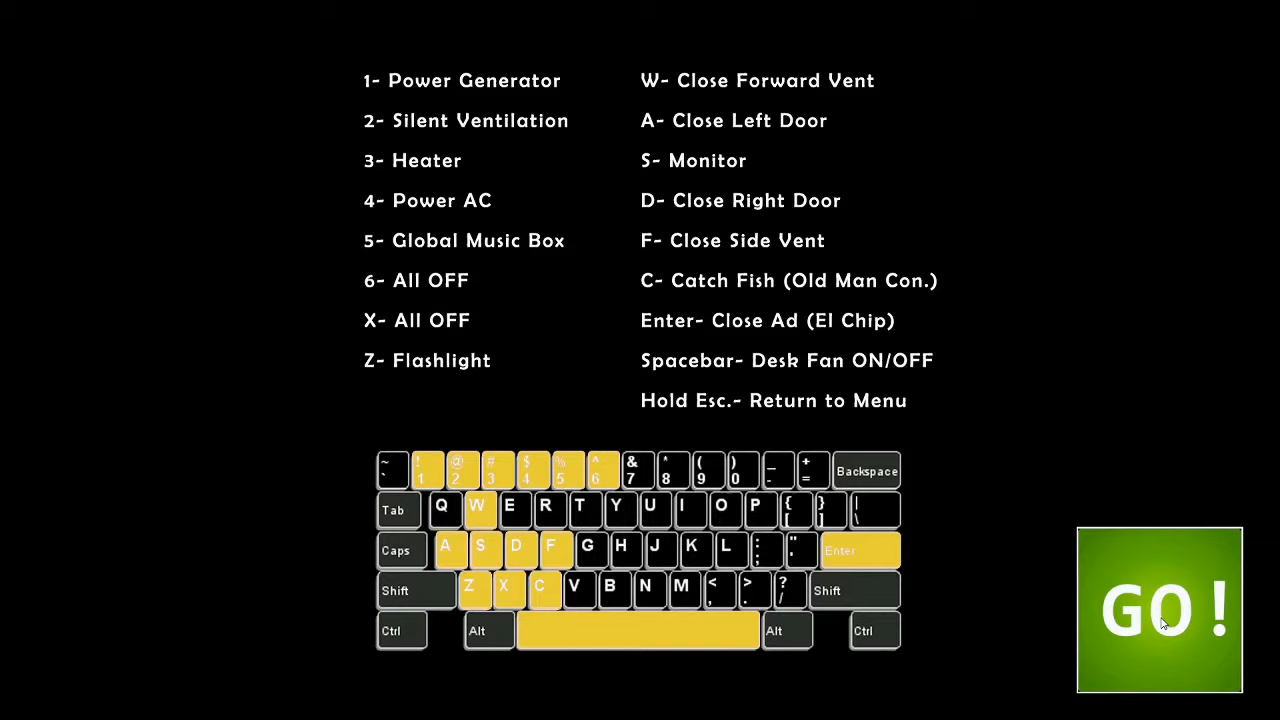 1- Power Generator
2- Silent Ventilation
3- Heater
4- Power AC
5- Global Music Box
6- All OFF
X- All OFF
Z- Flashlight
W- Close Forward Vent
A- Close Left Door
S- Monitor
D- Close Right Door
F- Close Side Vent
C- Catch Fish (Old Man Con.)
Enter- Close Ad (El Chip)
Spacebar- Desk Fan ON/OFF
Hold Esc.- Return to Menu
~ ! @ # $ % ^ & * ( ) _ +
` 1 2 3 4 5 6 7 8 9 0 - = Backspace
Tab Q W E R T Y U I O P { [ } ] | \
Caps A S D F G H J K L : ; " ' Enter
Shift Z X C V B N M < , > . ? / Shift
Ctrl Alt Alt Ctrl
GO!